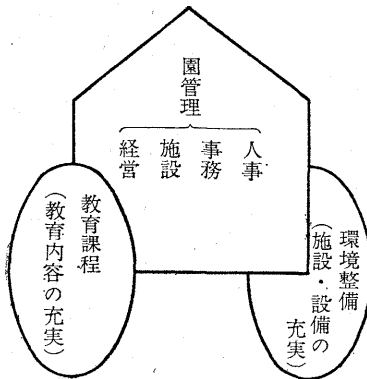 園管理
人事
事務
施設
経営
環境整備
(施設・設備の
充実)
教育課程
(教育内容の充実)